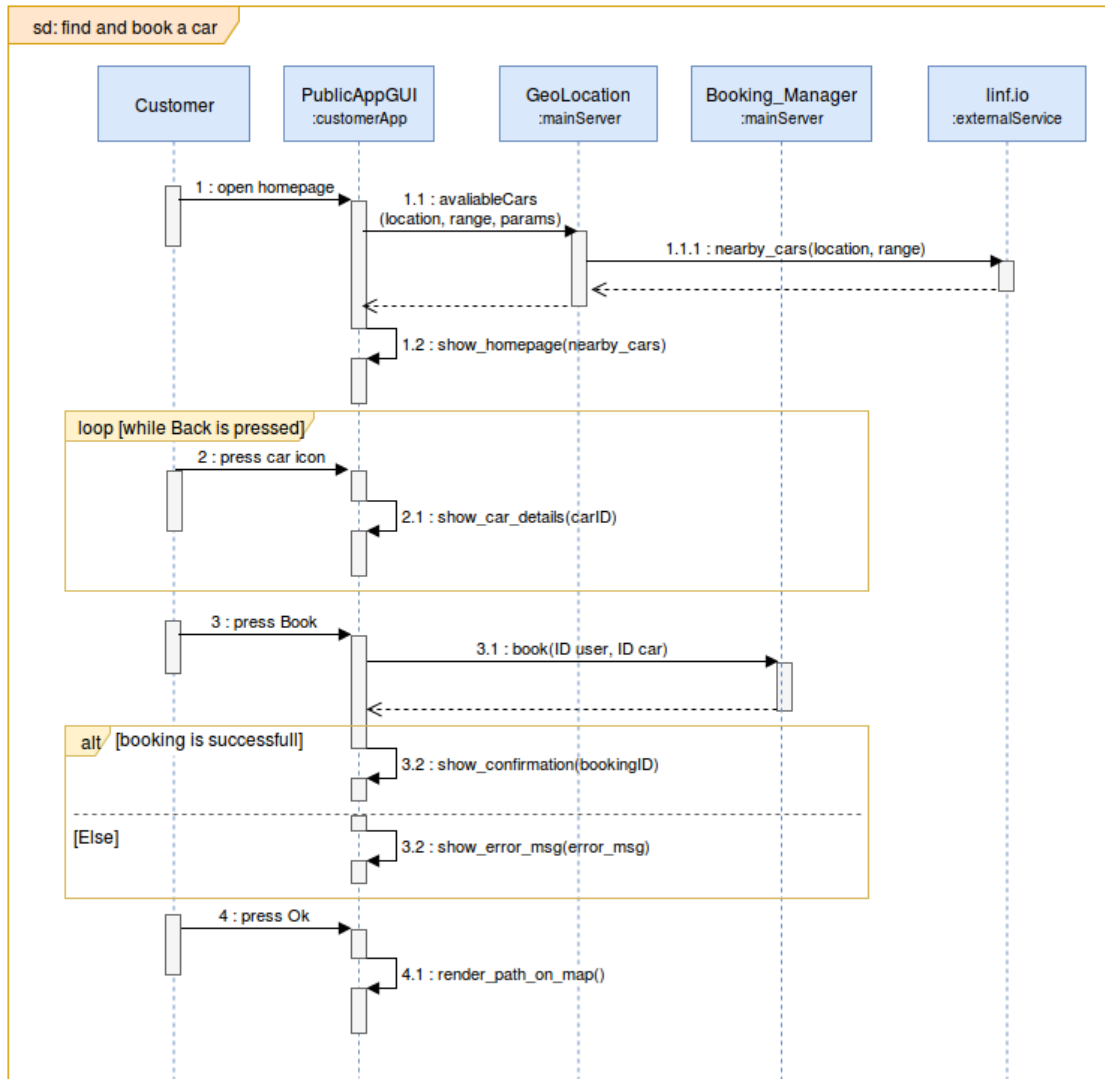 sd: find and book a car
Customer
PublicAppGUI
:customerApp
GeoLocation
:mainServer
Booking_Manager
:mainServer
linf.io
:externalService
1 : open homepage
1.1 : avaliableCars
(location, range, params)
1.1.1 : nearby_cars(location, range)
1.2 : show_homepage(nearby_cars)
loop [while Back is pressed]
2 : press car icon
2.1 : show_car_details(carID)
3 : press Book
3.1 : book(ID user, ID car)
alt [booking is successfull]
3.2 : show_confirmation(bookingID)
[Else]
3.2 : show_error_msg(error_msg)
4 : press Ok
4.1 : render_path_on_map()